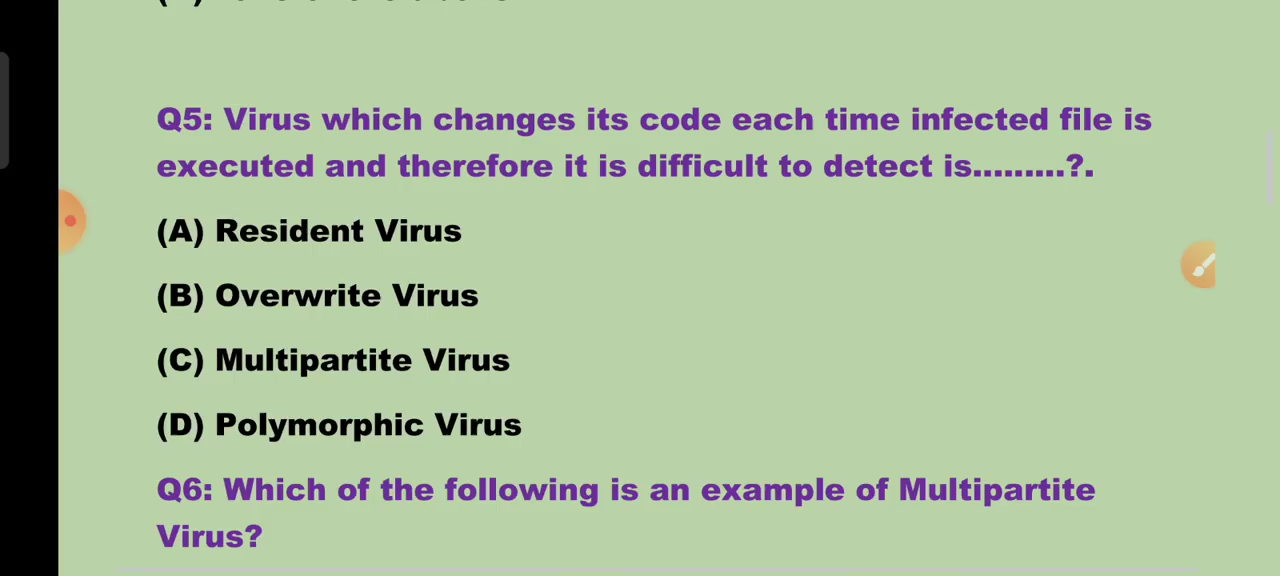 Q5: Virus which changes its code each time infected file is
executed and therefore it is difficult to detect is.........?.
(A) Resident Virus
(B) Overwrite Virus
(C) Multipartite Virus
(D) Polymorphic Virus
Q6: Which of the following is an example of Multipartite
Virus?